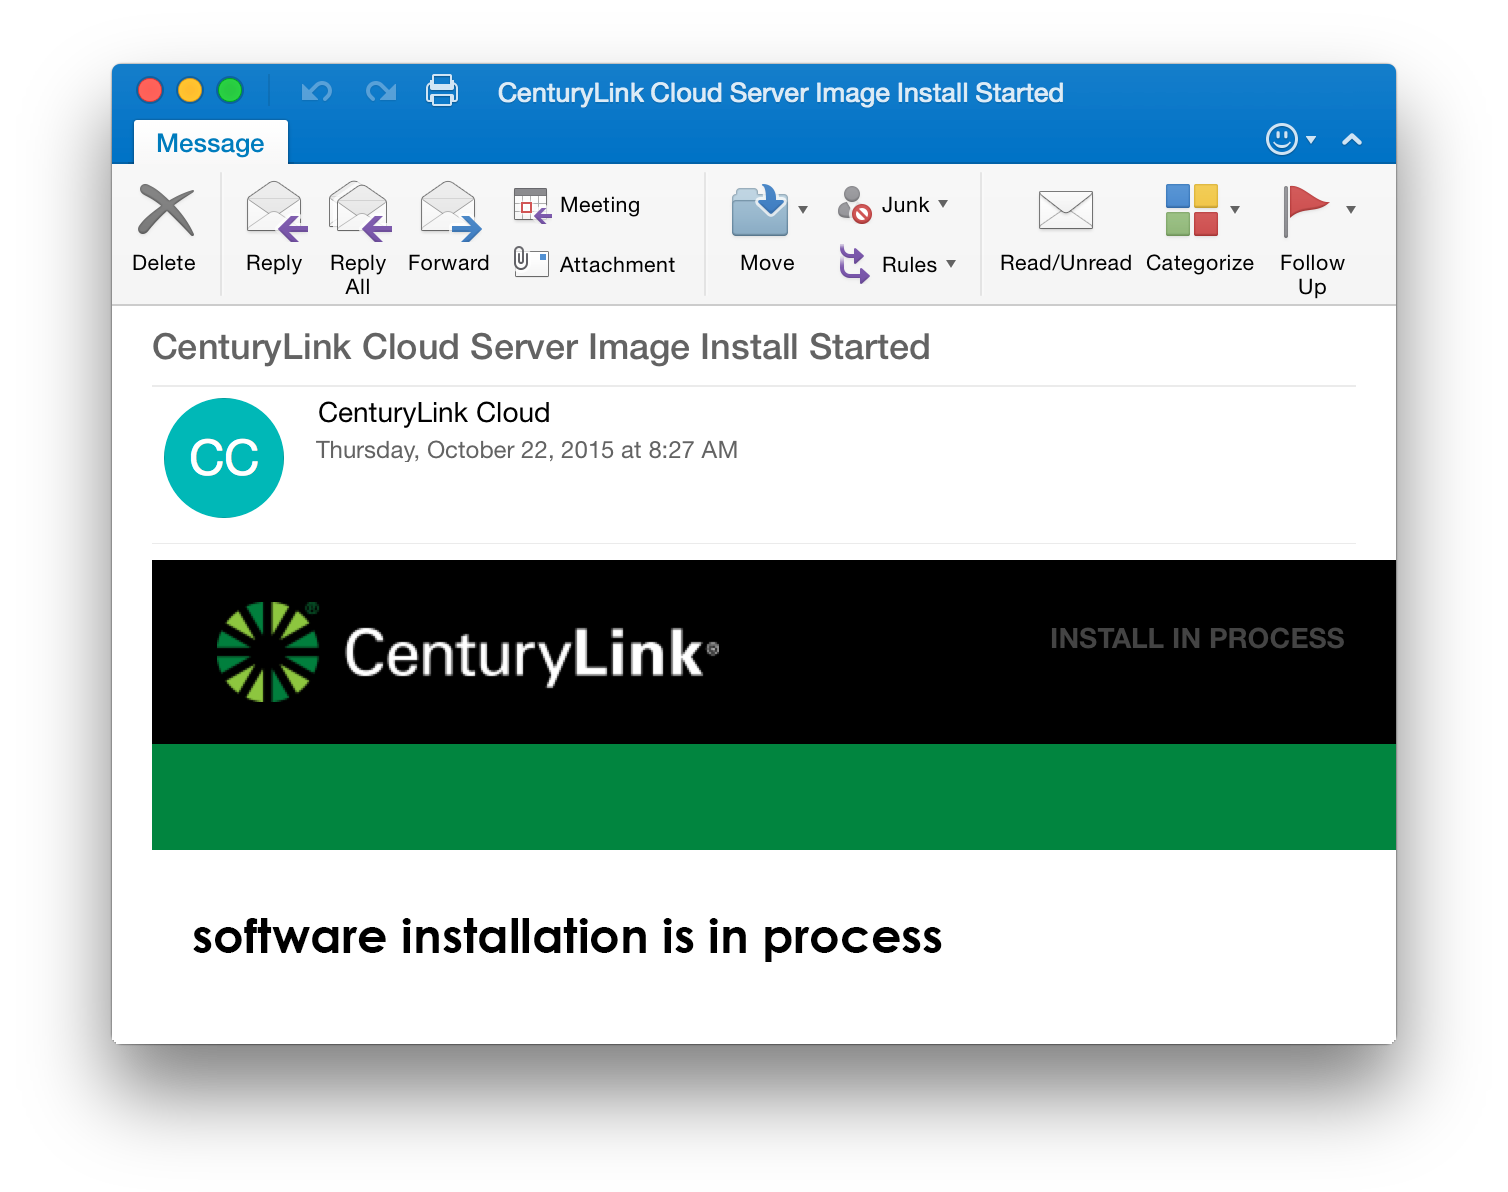 CenturyLink Cloud Server Image Install Started
Message
Delete
Reply
Reply All
Forward
Meeting
Attachment
Move
Junk
Rules
Read/Unread
Categorize
Follow Up
CenturyLink Cloud Server Image Install Started
CC
CenturyLink Cloud
Thursday, October 22, 2015 at 8:27 AM
CenturyLink®
INSTALL IN PROCESS
software installation is in process